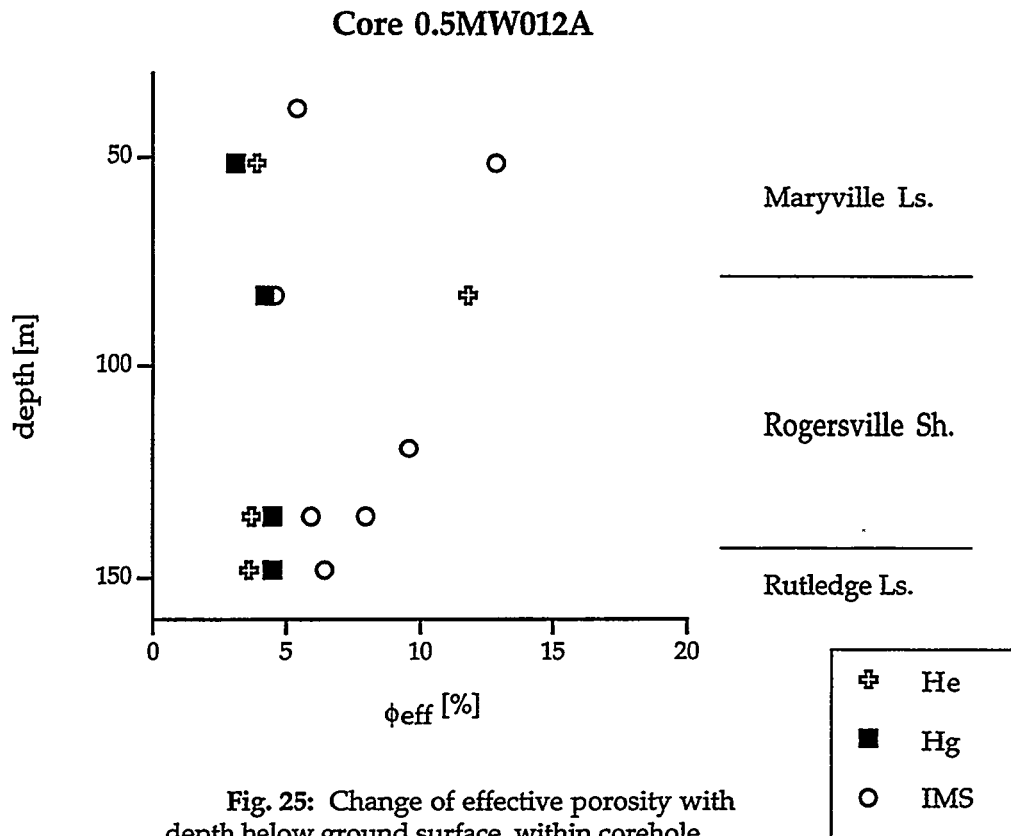 Core 0.5MW012A
50
Maryville Ls.
depth [m]
100
Rogersville Sh.
150
Rutledge Ls.
0 5 10 15 20
ϕeff [%]
He
Hg
IMS
Fig. 25: Change of effective porosity with
depth below ground surface within corehole